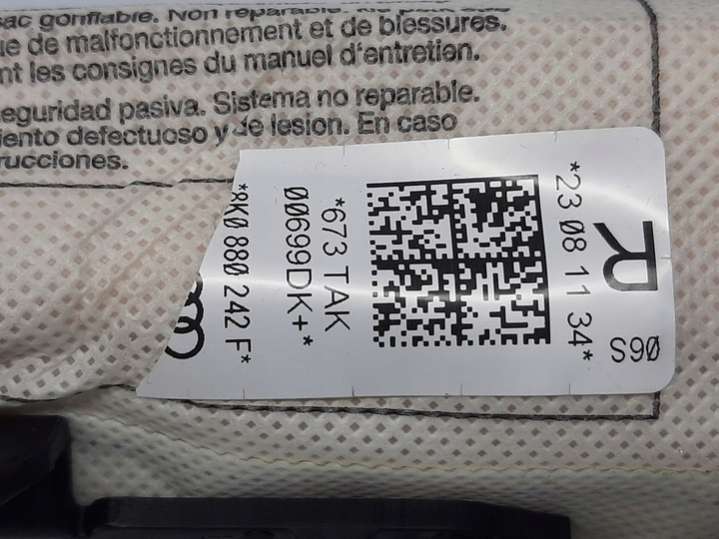 sac gonflable. Non reparable.
ue de malfonctionnement et de blessures.
nt les consignes du manuel d'entretien.
eguridad pasiva. Sistema no reparable.
iento defectuoso y de lesion. En caso
rucciones.
R
S90
*23 08 11 34*
*673 TAK
00699DK+*
*8K0 880 242 F*